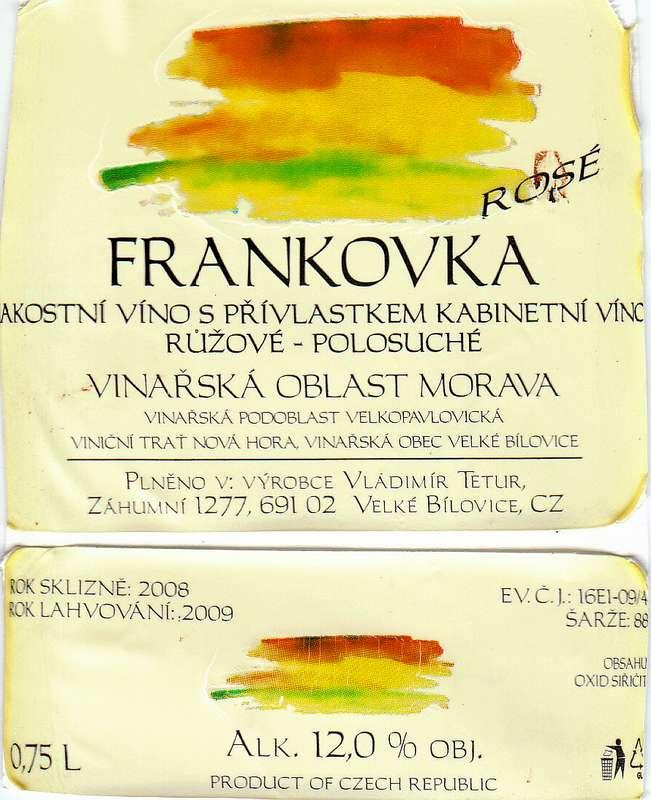 ROSÉ
FRANKOVKA
AKOSTNÍ VÍNO S PŘÍVLASTKEM KABINETNÍ VÍNO
RŮŽOVÉ - POLOSUCHÉ
VINAŘSKÁ OBLAST MORAVA
VINAŘSKÁ PODOBLAST VELKOPAVLOVICKÁ
VINIČNÍ TRAŤ NOVÁ HORA, VINAŘSKÁ OBEC VELKÉ BÍLOVICE
PLNĚNO V: VÝROBCE VLADIMÍR TETUR,
ZÁHUMNÍ 1277, 691 02 VELKÉ BÍLOVICE, CZ
ROK SKLIZNĚ: 2008
ROK LAHVOVÁNÍ: 2009
EV. Č. J.: 16E1-09/4
ŠARŽE: 88
OBSAHU
OXID SIŘIČIT
0,75 L
ALK. 12,0 % OBJ.
PRODUCT OF CZECH REPUBLIC